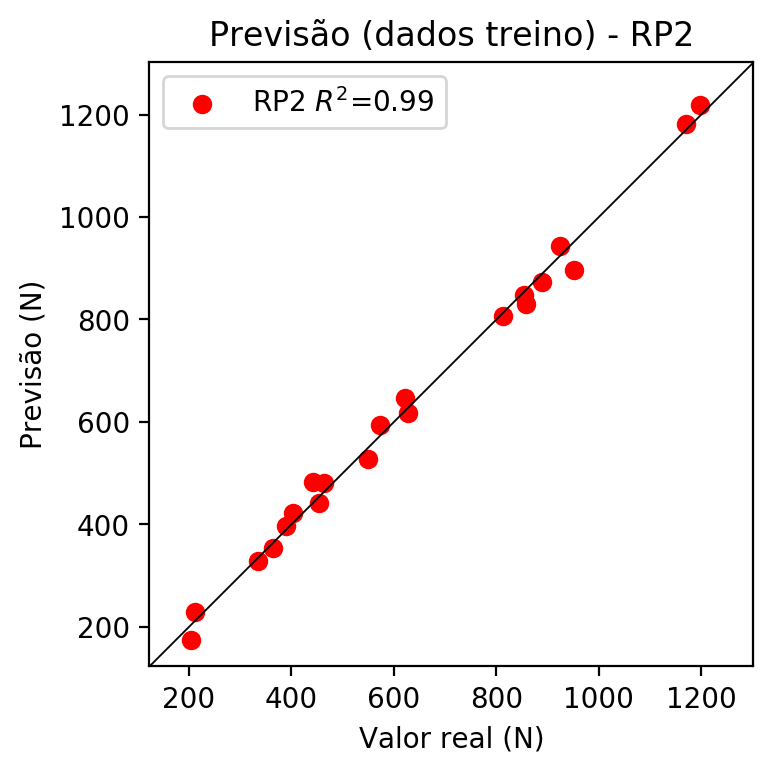 Previsão (dados treino) - RP2
RP2 R²=0.99
1200
1000
800
600
400
200
Previsão (N)
200 400 600 800 1000 1200
Valor real (N)